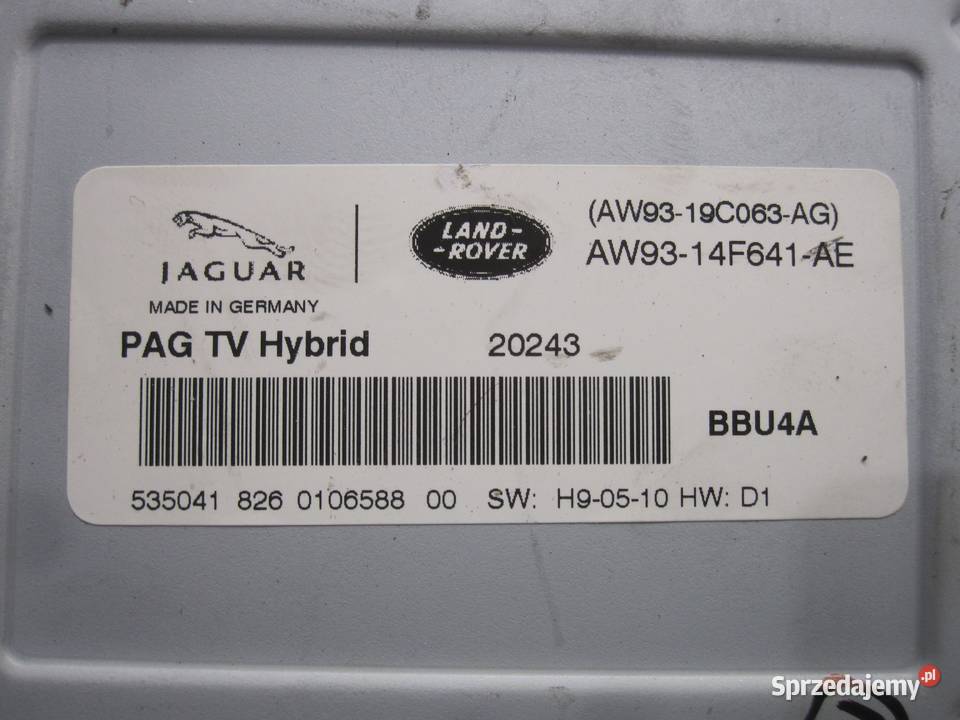 JAGUAR
LAND-
-ROVER
(AW93-19C063-AG)
AW93-14F641-AE
MADE IN GERMANY
PAG TV Hybrid 20243
BBU4A
535041 826 0106588 00 SW: H9-05-10 HW: D1
Sprzedajemy.pl